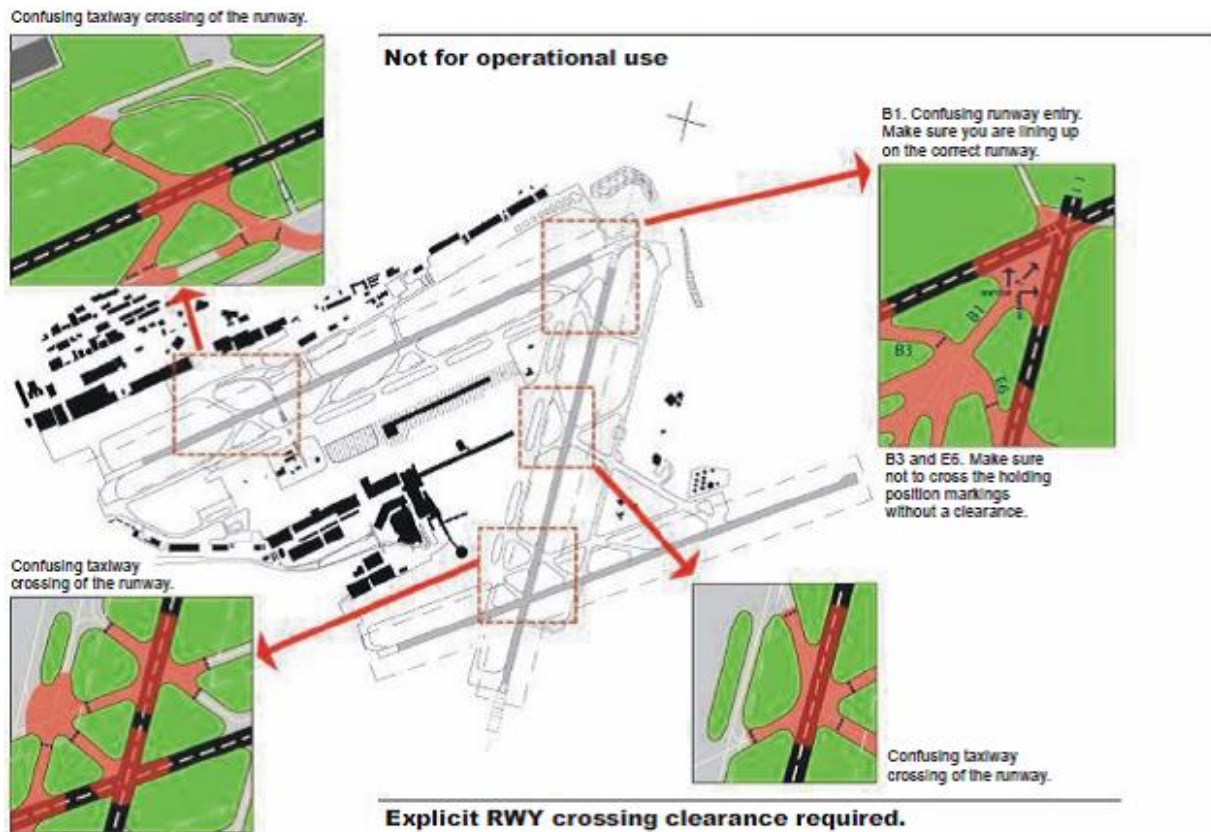 Confusing taxiway crossing of the runway.
Not for operational use
B1. Confusing runway entry.
Make sure you are lining up
on the correct runway.
B1
B3
E6
B3 and E6. Make sure
not to cross the holding
position markings
without a clearance.
Confusing taxiway
crossing of the runway.
Confusing taxiway
crossing of the runway.
Explicit RWY crossing clearance required.